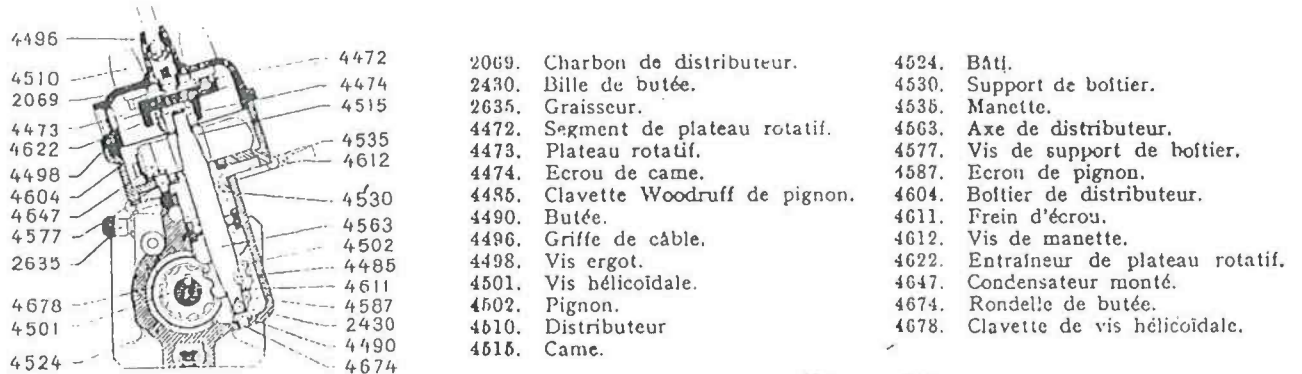 4496
4510
2069
4473
4622
4498
4604
4647
4577
2635
4678
4501
4524
4472
4474
4515
4535
4612
4530
4563
4502
4485
4611
4587
2430
4490
4674
2069. Charbon de distributeur.
2430. Bille de butée.
2635. Graisseur.
4472. Segment de plateau rotatif.
4473. Plateau rotatif.
4474. Ecrou de came.
4485. Clavette Woodruff de pignon.
4490. Butée.
4496. Griffe de câble.
4498. Vis ergot.
4501. Vis hélicoïdale.
4502. Pignon.
4510. Distributeur
4515. Came.
4524. Bâti.
4530. Support de boîtier.
4535. Manette.
4563. Axe de distributeur.
4577. Vis de support de boîtier.
4587. Ecrou de pignon.
4604. Boîtier de distributeur.
4611. Frein d'écrou.
4612. Vis de manette.
4622. Entraîneur de plateau rotatif.
4647. Condensateur monté.
4674. Rondelle de butée.
4678. Clavette de vis hélicoïdale.